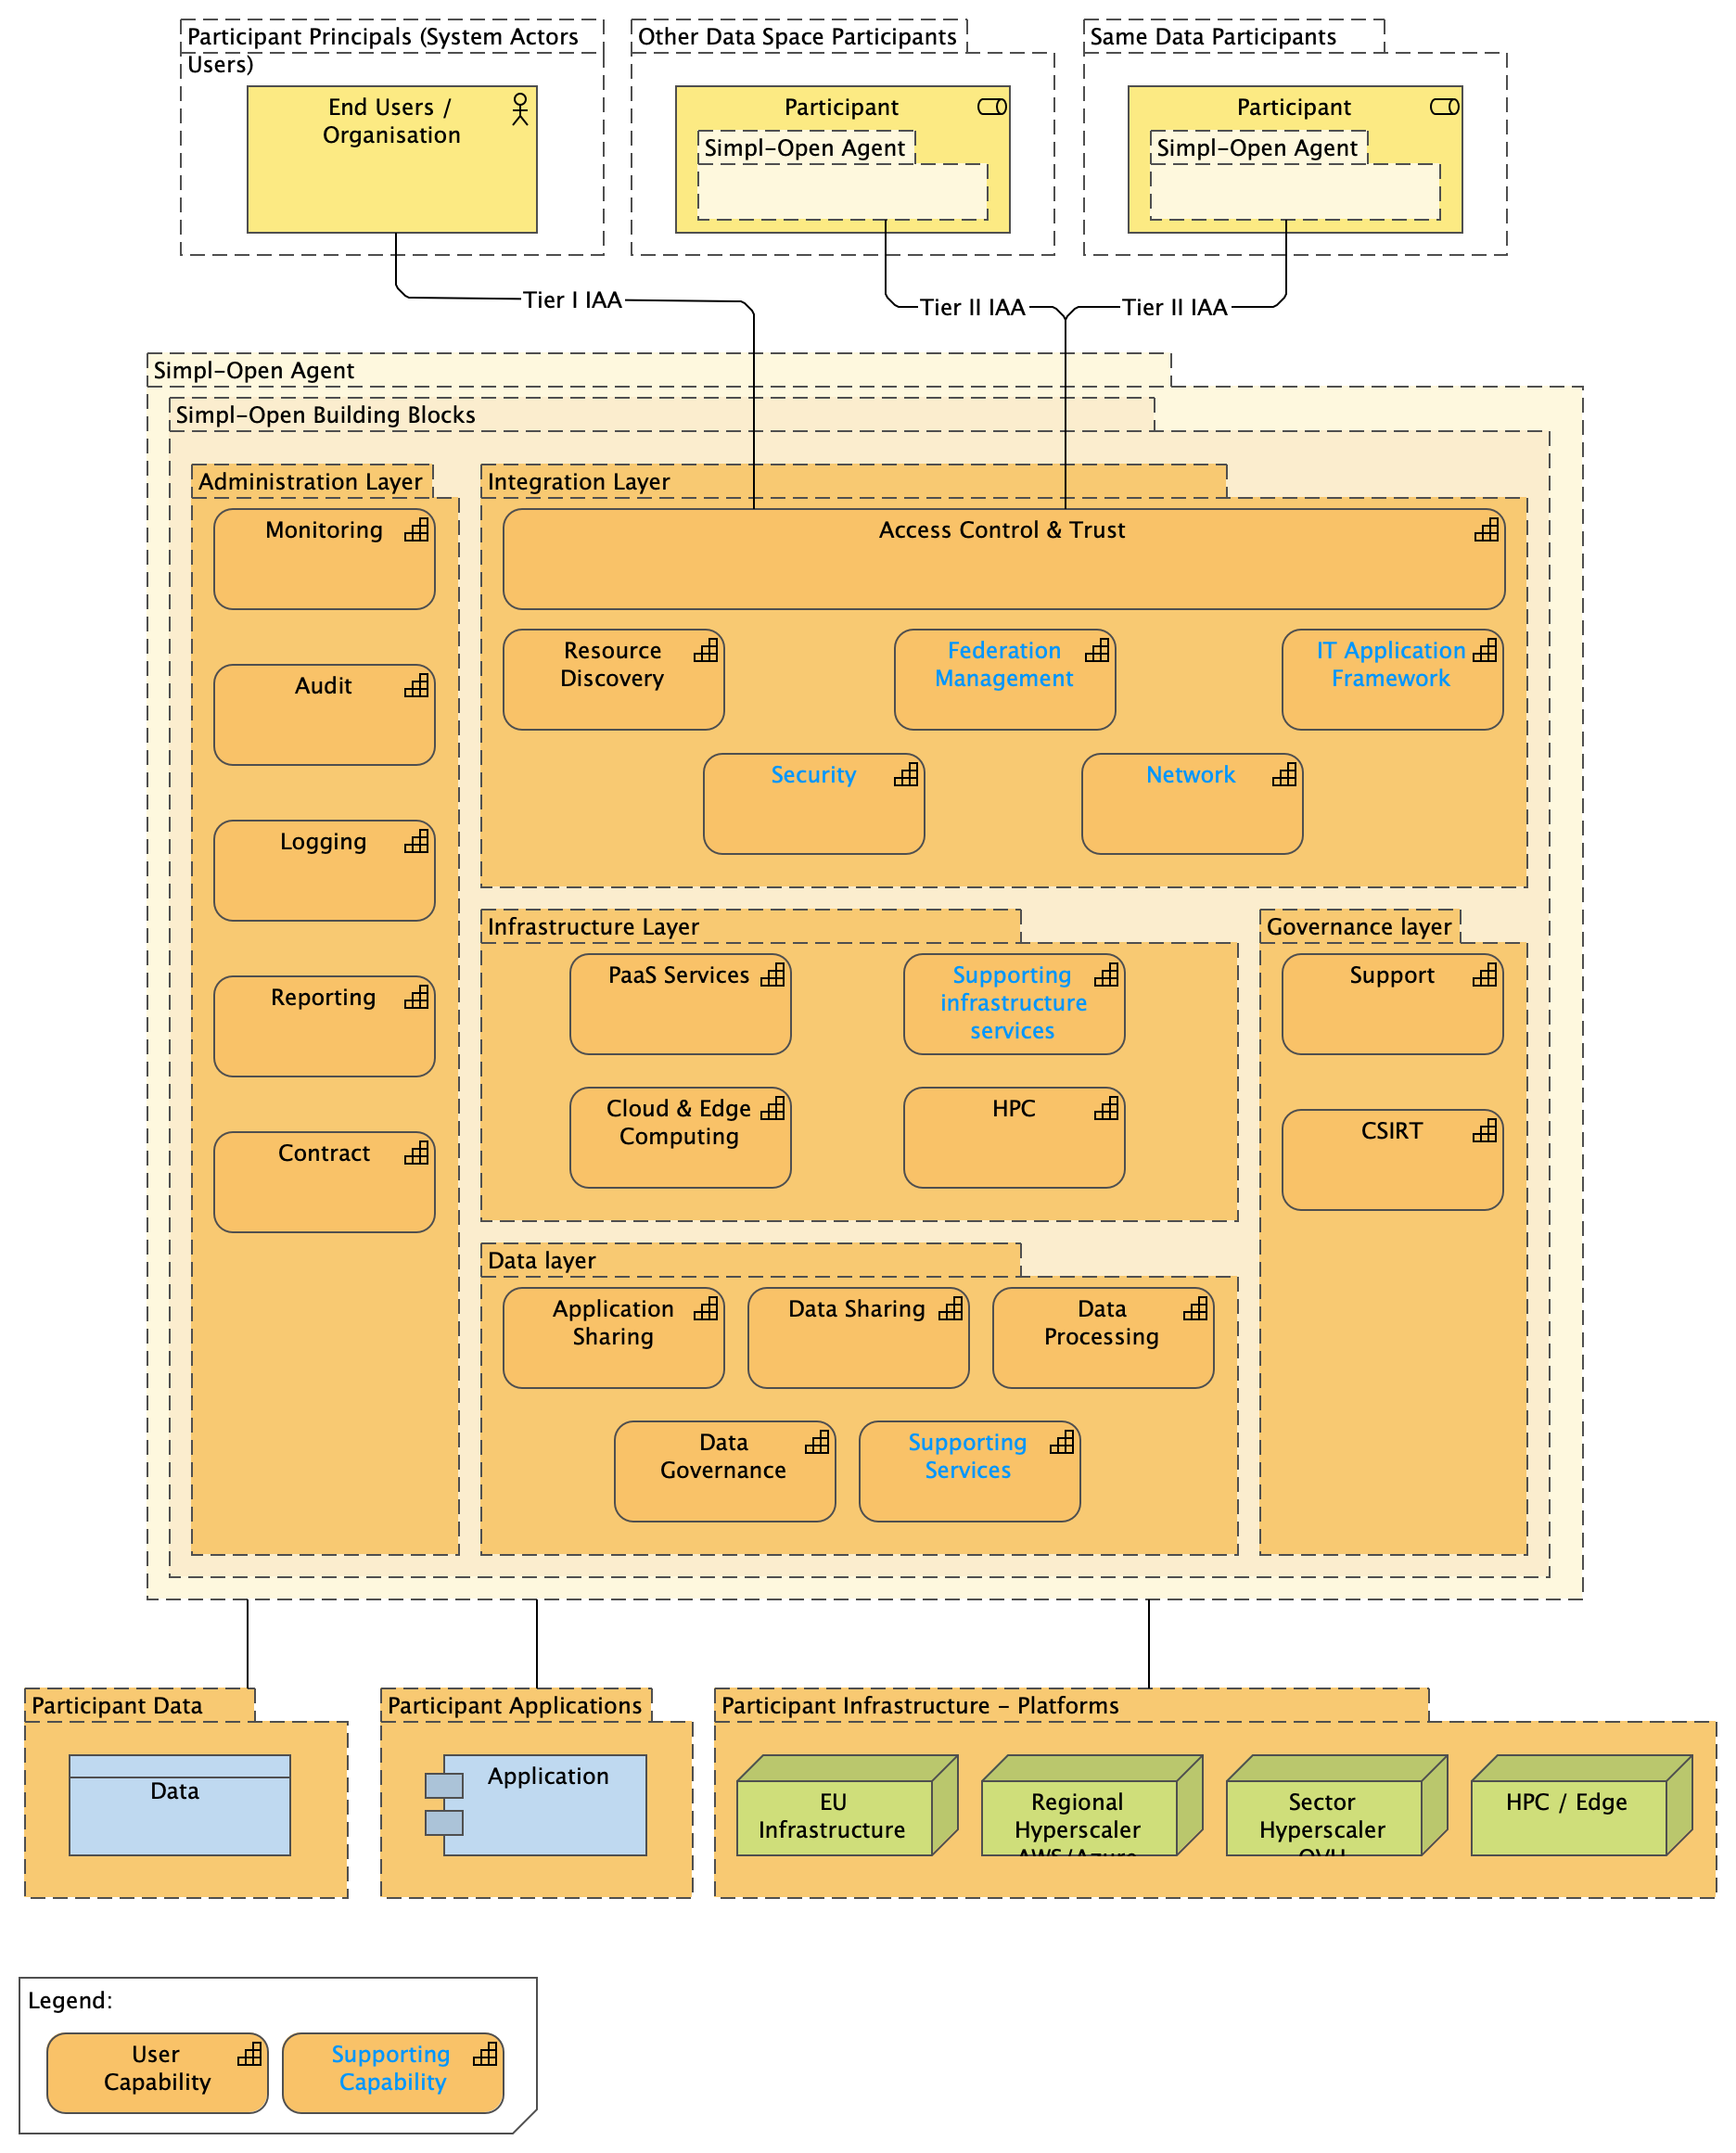 Participant Principals (System Actors
Users)
End Users /
Organisation
Other Data Space Participants
Participant
Simpl-Open Agent
Same Data Participants
Participant
Simpl-Open Agent
Tier I IAA
Tier II IAA
Tier II IAA
Simpl-Open Agent
Simpl-Open Building Blocks
Administration Layer
Monitoring
Audit
Logging
Reporting
Contract
Integration Layer
Access Control & Trust
Resource
Discovery
Federation
Management
IT Application
Framework
Security
Network
Infrastructure Layer
PaaS Services
Supporting
infrastructure
services
Cloud & Edge
Computing
HPC
Governance layer
Support
CSIRT
Data layer
Application
Sharing
Data Sharing
Data
Processing
Data
Governance
Supporting
Services
Participant Data
Data
Participant Applications
Application
Participant Infrastructure - Platforms
EU
Infrastructure
Regional
Hyperscaler
AWS/Azure
Sector
Hyperscaler
OVH
HPC / Edge
Legend:
User
Capability
Supporting
Capability